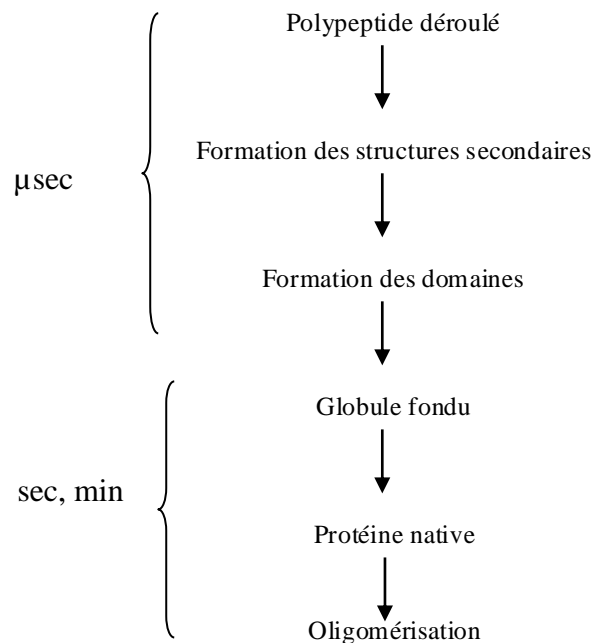 Polypeptide déroulé
Formation des structures secondaires
µsec
Formation des domaines
Globule fondu
sec, min
Protéine native
Oligomérisation